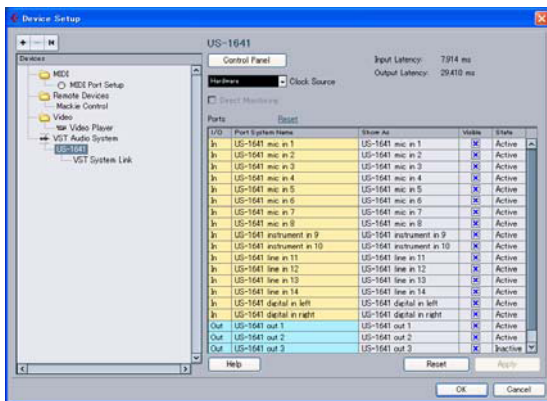 Device Setup
+ - |◄
Devices
MIDI
MIDI Port Setup
Remote Devices
Mackie Control
Video
Video Player
VST Audio System
US-1641
VST System Link
US-1641
Control Panel
Input Latency: 7.914 ms
Output Latency: 29.410 ms
Hardware Clock Source
Direct Monitoring
Ports Reset
I/O Port System Name Show As Visible State
In US-1641 mic in 1 US-1641 mic in 1 Active
In US-1641 mic in 2 US-1641 mic in 2 Active
In US-1641 mic in 3 US-1641 mic in 3 Active
In US-1641 mic in 4 US-1641 mic in 4 Active
In US-1641 mic in 5 US-1641 mic in 5 Active
In US-1641 mic in 6 US-1641 mic in 6 Active
In US-1641 mic in 7 US-1641 mic in 7 Active
In US-1641 mic in 8 US-1641 mic in 8 Active
In US-1641 instrument in 9 US-1641 instrument in 9 Active
In US-1641 instrument in 10 US-1641 instrument in 10 Active
In US-1641 line in 11 US-1641 line in 11 Active
In US-1641 line in 12 US-1641 line in 12 Active
In US-1641 line in 13 US-1641 line in 13 Active
In US-1641 line in 14 US-1641 line in 14 Active
In US-1641 digital in left US-1641 digital in left Active
In US-1641 digital in right US-1641 digital in right Active
Out US-1641 out 1 US-1641 out 1 Active
Out US-1641 out 2 US-1641 out 2 Active
Out US-1641 out 3 US-1641 out 3 Inactive
Help Reset Apply
OK Cancel